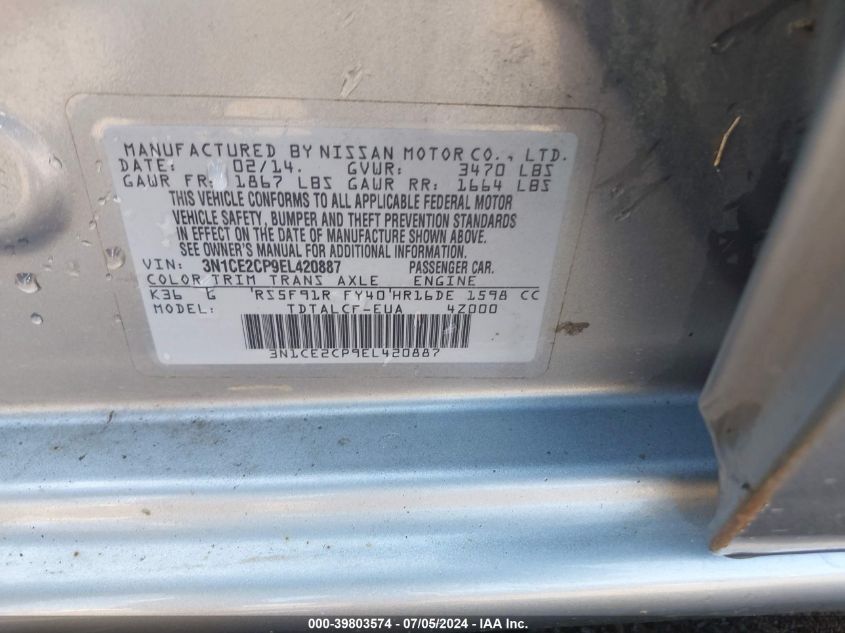 MANUFACTURED BY NISSAN MOTOR CO., LTD.
DATE: 02/14. GVWR: 3470 LBS
GAWR FR: 1867 LBS GAWR RR: 1664 LBS
THIS VEHICLE CONFORMS TO ALL APPLICABLE FEDERAL MOTOR
VEHICLE SAFETY, BUMPER AND THEFT PREVENTION STANDARDS
IN EFFECT ON THE DATE OF MANUFACTURE SHOWN ABOVE.
SEE OWNER'S MANUAL FOR ADDITIONAL INFORMATION.
VIN: 3N1CE2CP9EL420887 PASSENGER CAR.
COLOR TRIM TRANS AXLE ENGINE
K36 G 'RS5F91R FY40'HR16DE 1598 CC
MODEL: TDTALCF-EUA 4Z000
3N1CE2CP9EL420887
000-39803574 / 07/05/2024 - IAA Inc.